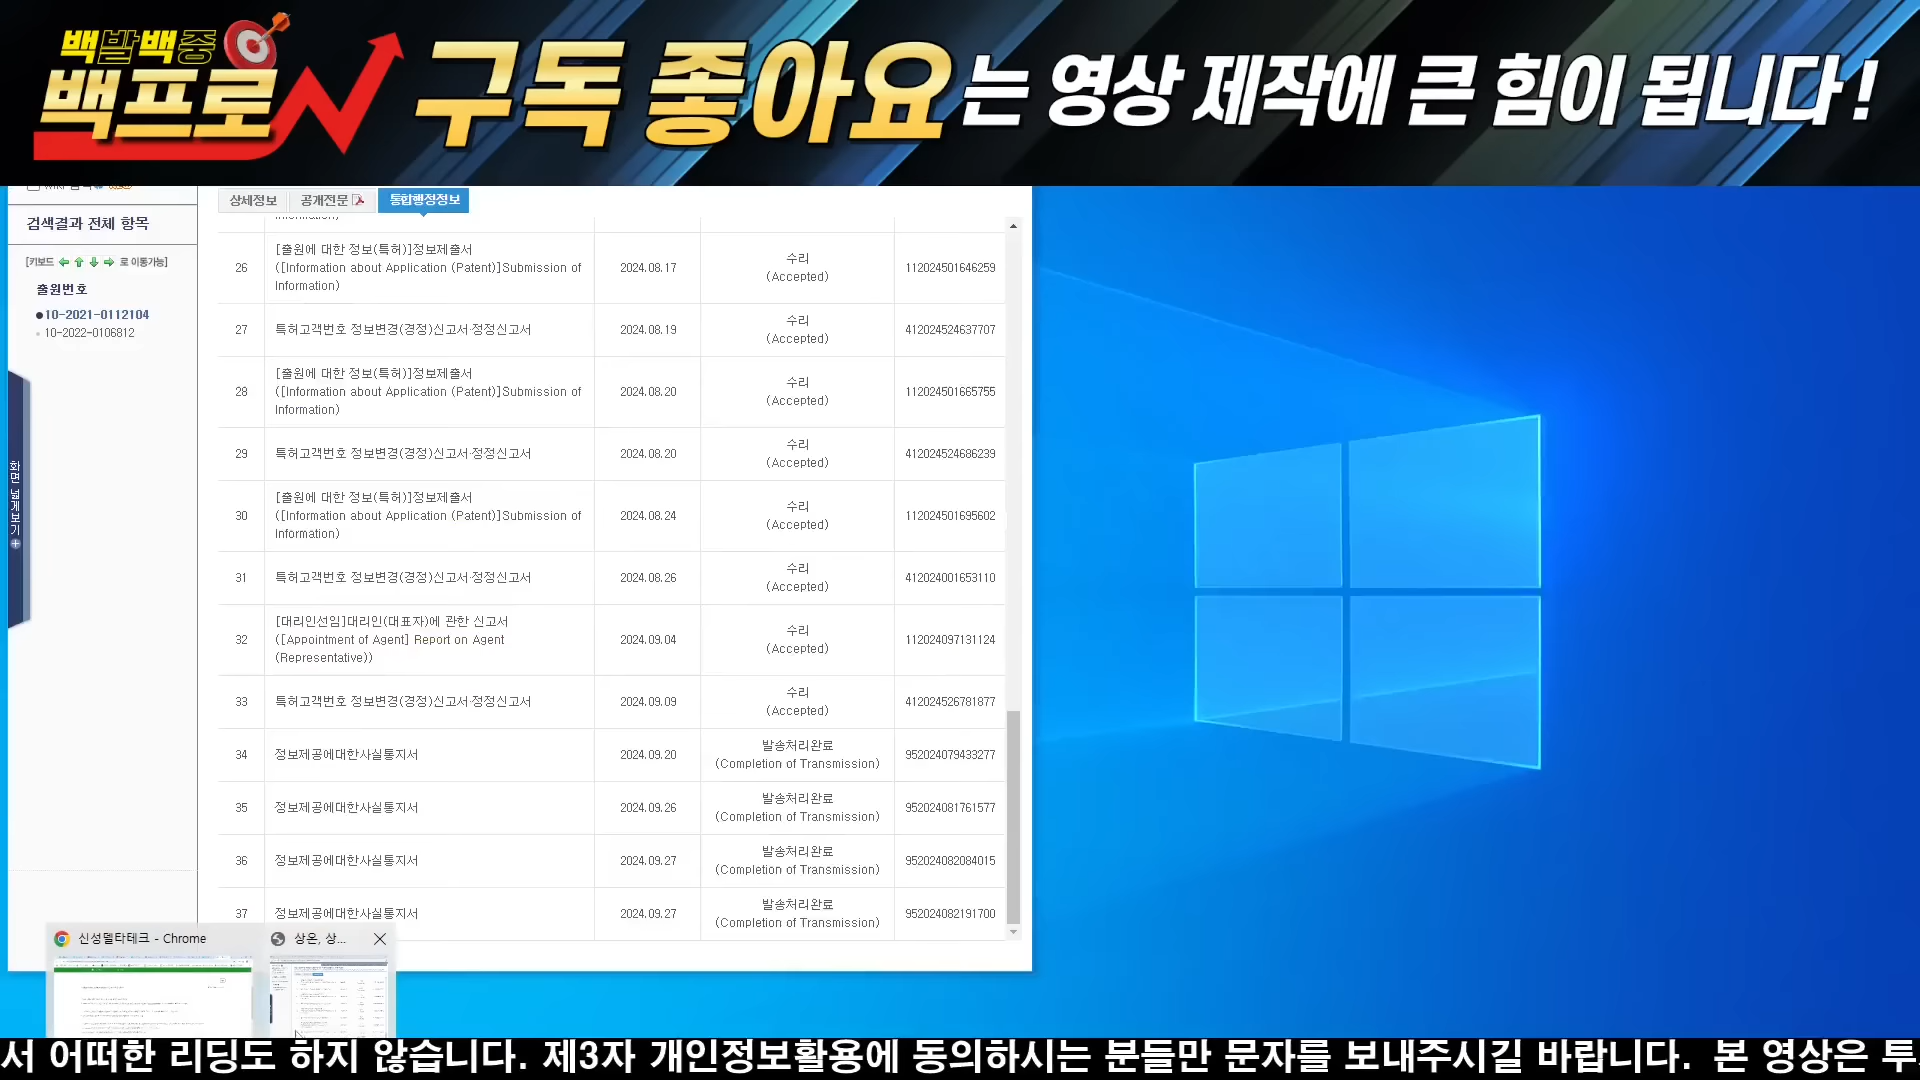 백발백중
백프로
구독 좋아요는 영상 제작에 큰 힘이 됩니다!
검색결과 전체 항목
[키보드 로 이동가능]
출원번호
10-2021-0112104
10-2022-0106812
화면 넓게보기
상세정보 공개전문 통합행정정보
Information)
26 [출원에 대한 정보(특허)]정보제출서 ([Information about Application (Patent)]Submission of Information) 2024.08.17 수리 (Accepted) 112024501646259
27 특허고객번호 정보변경(경정)신고서·정정신고서 2024.08.19 수리 (Accepted) 412024524637707
28 [출원에 대한 정보(특허)]정보제출서 ([Information about Application (Patent)]Submission of Information) 2024.08.20 수리 (Accepted) 112024501665755
29 특허고객번호 정보변경(경정)신고서·정정신고서 2024.08.20 수리 (Accepted) 412024524686239
30 [출원에 대한 정보(특허)]정보제출서 ([Information about Application (Patent)]Submission of Information) 2024.08.24 수리 (Accepted) 112024501695602
31 특허고객번호 정보변경(경정)신고서·정정신고서 2024.08.26 수리 (Accepted) 412024001653110
32 [대리인선임]대리인(대표자)에 관한 신고서 ([Appointment of Agent] Report on Agent (Representative)) 2024.09.04 수리 (Accepted) 112024097131124
33 특허고객번호 정보변경(경정)신고서·정정신고서 2024.09.09 수리 (Accepted) 412024526781877
34 정보제공에대한사실통지서 2024.09.20 발송처리완료 (Completion of Transmission) 952024079433277
35 정보제공에대한사실통지서 2024.09.26 발송처리완료 (Completion of Transmission) 952024081761577
36 정보제공에대한사실통지서 2024.09.27 발송처리완료 (Completion of Transmission) 952024082084015
37 정보제공에대한사실통지서 2024.09.27 발송처리완료 (Completion of Transmission) 952024082191700
신성델타테크 - Chrome
상온, 상...
서 어떠한 리딩도 하지 않습니다. 제3자 개인정보활용에 동의하시는 분들만 문자를 보내주시길 바랍니다. 본 영상은 투